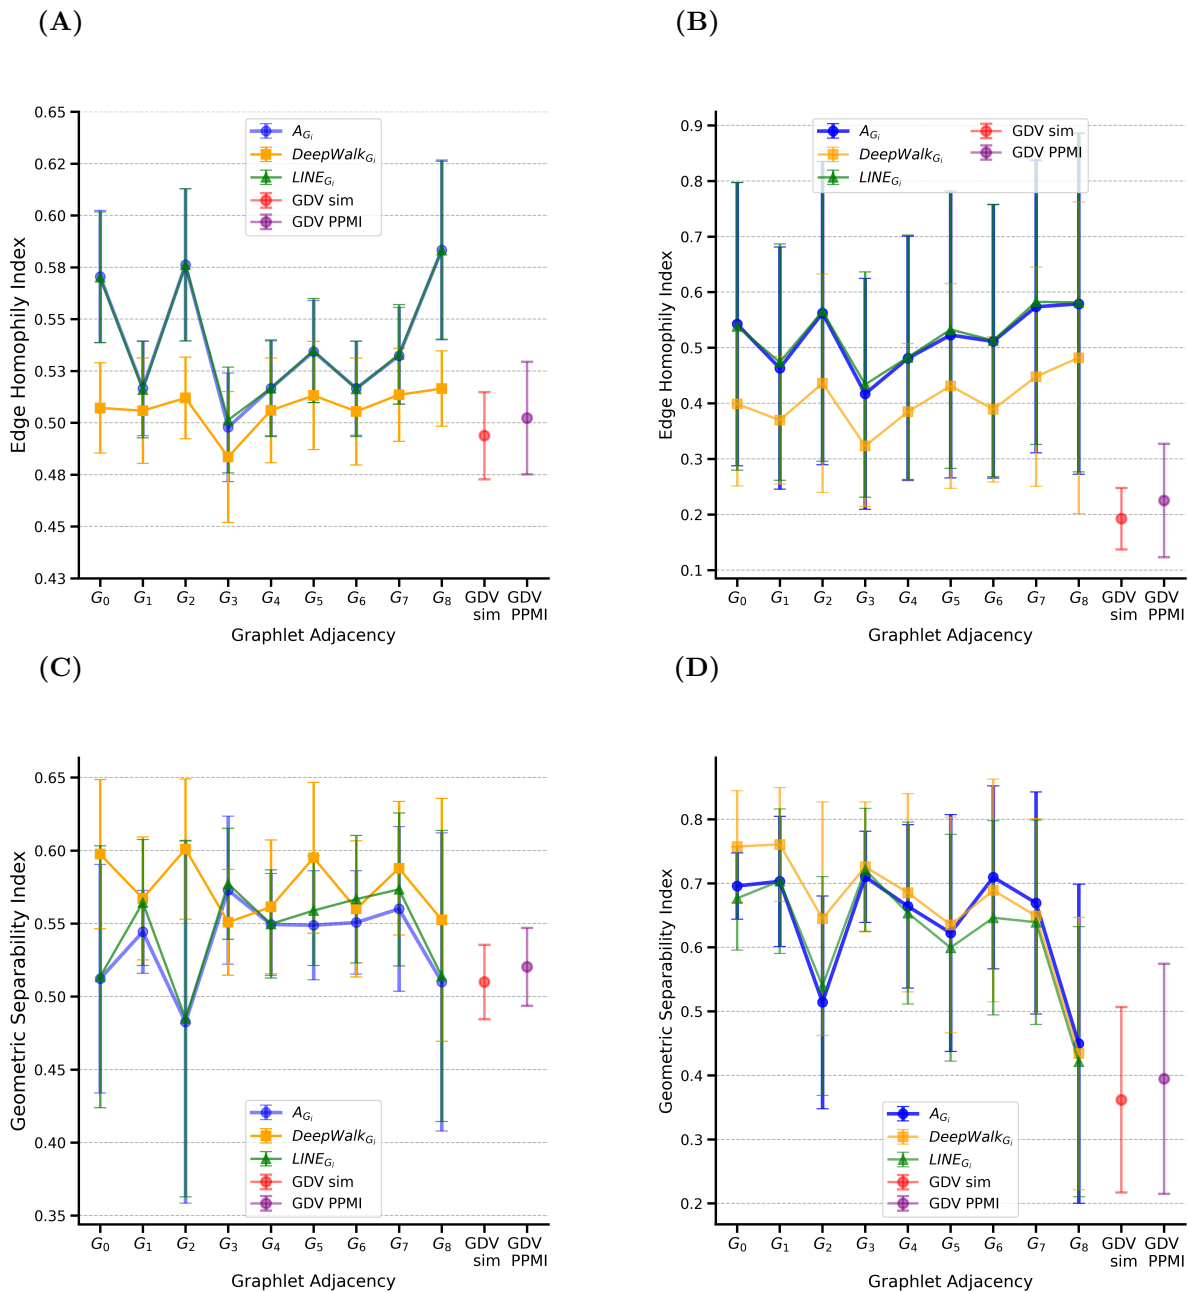 (A)
0.65
0.62
0.60
0.58
0.55
0.53
0.50
0.48
0.45
0.43
Edge Homophily Index
A_{G_i}
DeepWalk_{G_i}
LINE_{G_i}
GDV sim
GDV PPMI
G_0 G_1 G_2 G_3 G_4 G_5 G_6 G_7 G_8 GDV sim GDV PPMI
Graphlet Adjacency
(B)
0.9
0.8
0.7
0.6
0.5
0.4
0.3
0.2
0.1
Edge Homophily Index
A_{G_i}
DeepWalk_{G_i}
LINE_{G_i}
GDV sim
GDV PPMI
G_0 G_1 G_2 G_3 G_4 G_5 G_6 G_7 G_8 GDV sim GDV PPMI
Graphlet Adjacency
(C)
0.65
0.60
0.55
0.50
0.45
0.40
0.35
Geometric Separability Index
A_{G_i}
DeepWalk_{G_i}
LINE_{G_i}
GDV sim
GDV PPMI
G_0 G_1 G_2 G_3 G_4 G_5 G_6 G_7 G_8 GDV sim GDV PPMI
Graphlet Adjacency
(D)
0.8
0.7
0.6
0.5
0.4
0.3
0.2
Geometric Separability Index
A_{G_i}
DeepWalk_{G_i}
LINE_{G_i}
GDV sim
GDV PPMI
G_0 G_1 G_2 G_3 G_4 G_5 G_6 G_7 G_8 GDV sim GDV PPMI
Graphlet Adjacency